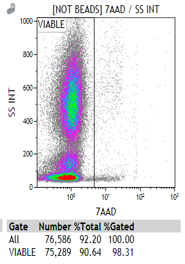 [NOT BEADS] 7AAD / SS INT
VIABLE
1000
800
600
400
200
0
SS INT
10⁰ 10¹ 10² 10³
7AAD
Gate Number %Total %Gated
All 76,586 92.20 100.00
VIABLE 75,289 90.64 98.31